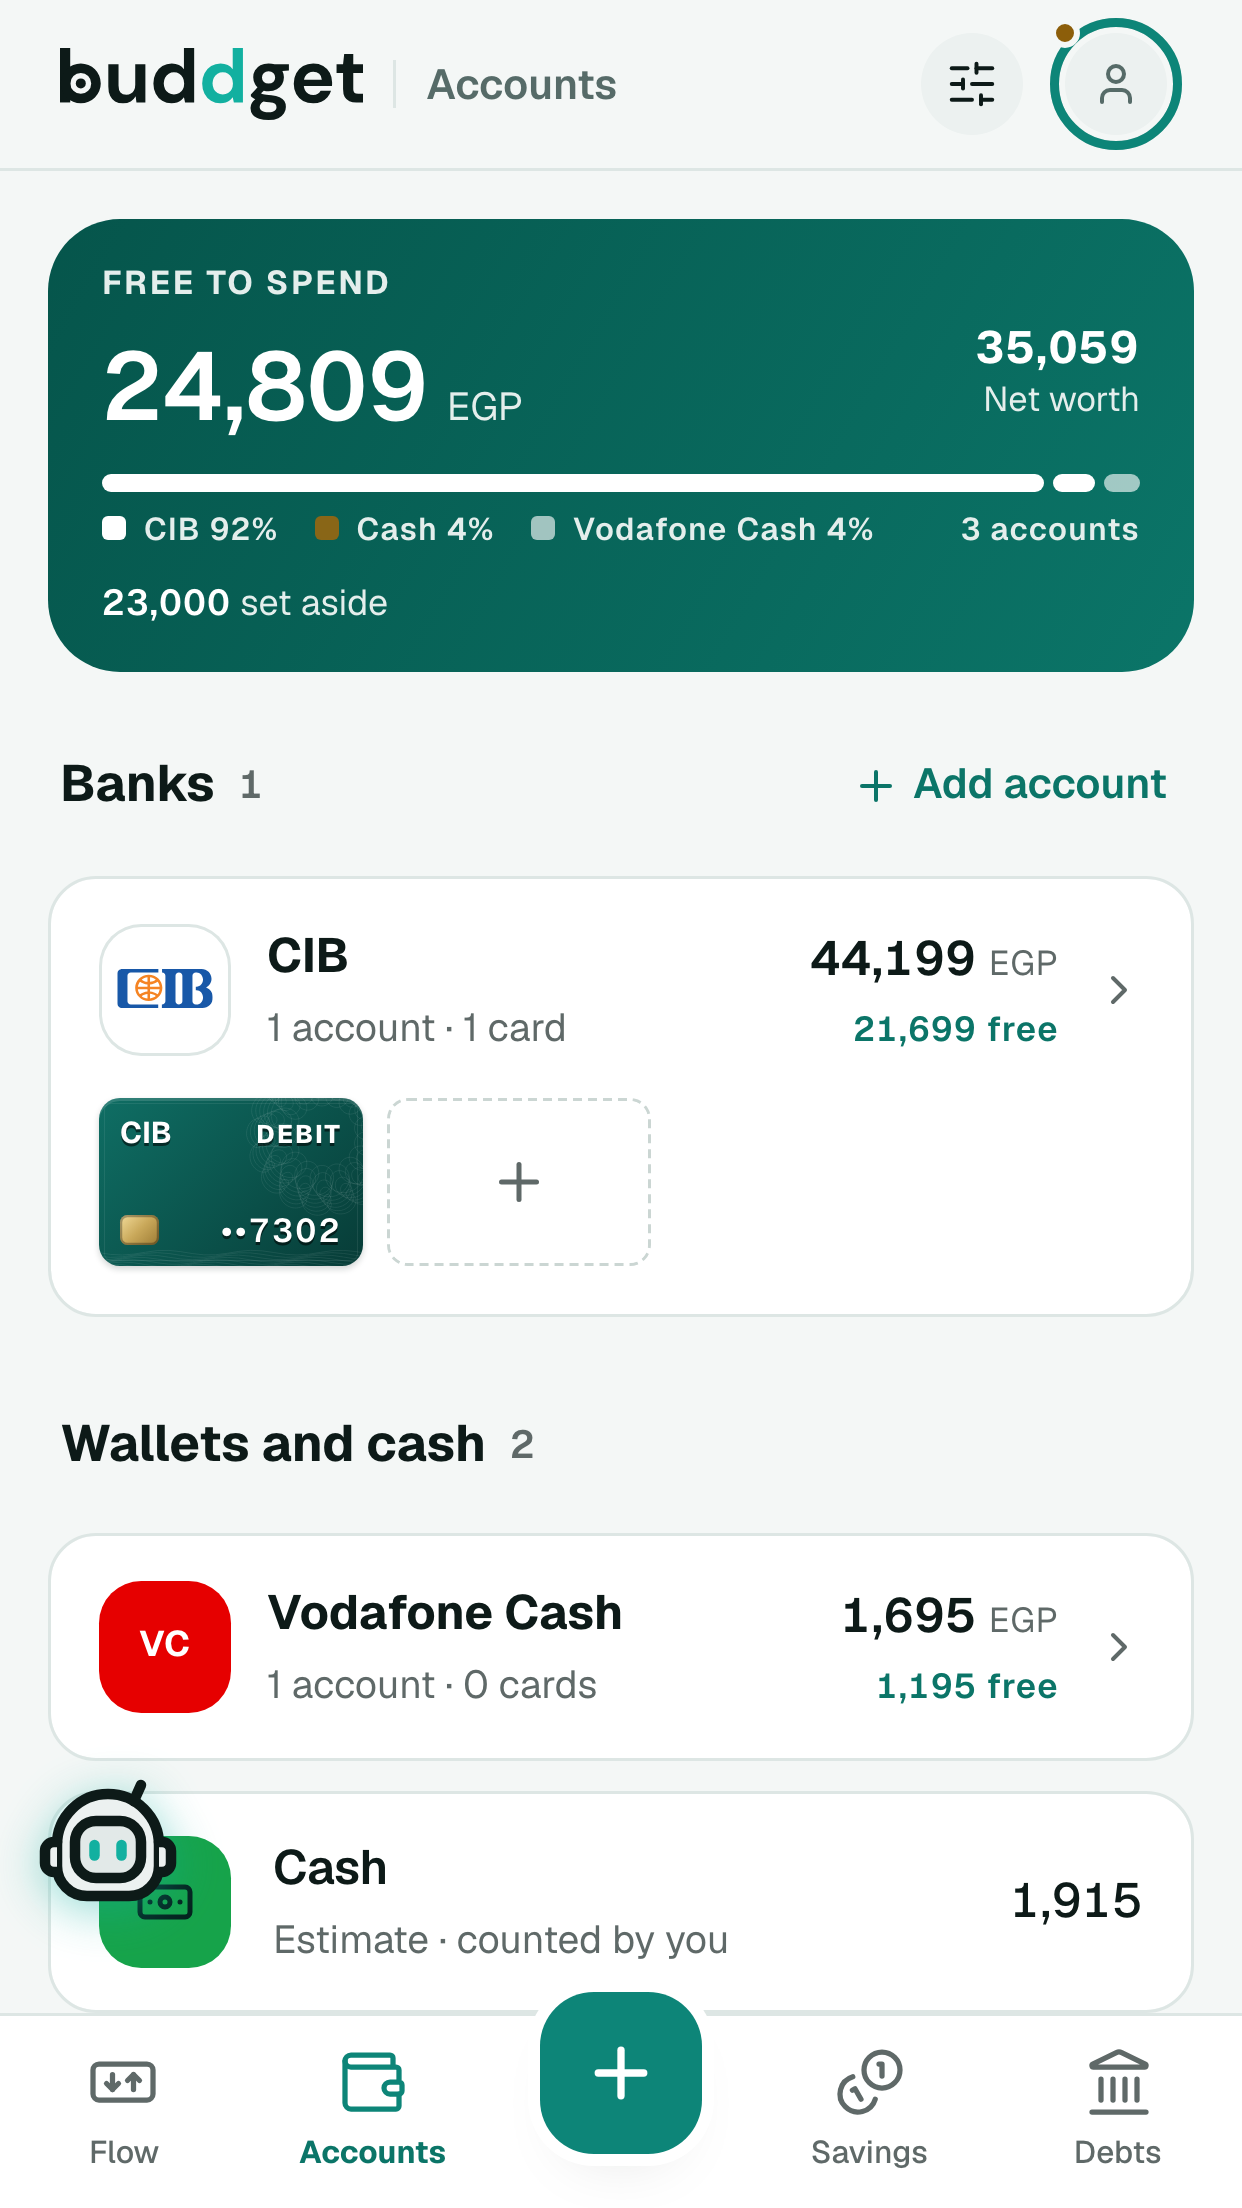 buddget
Accounts
FREE TO SPEND
24,809 EGP
35,059
Net worth
CIB 92%
Cash 4%
Vodafone Cash 4%
3 accounts
23,000 set aside
Banks 1
+ Add account
CIB
CIB
44,199 EGP
1 account · 1 card
21,699 free
CIB
DEBIT
••7302
+
Wallets and cash 2
VC
Vodafone Cash
1,695 EGP
1 account · 0 cards
1,195 free
Cash
1,915
Estimate · counted by you
+
Flow
Accounts
Savings
Debts